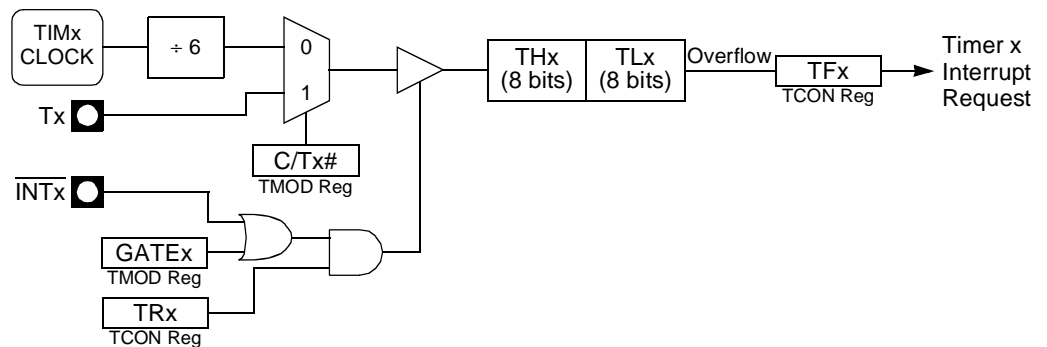 TIMx
CLOCK
÷ 6
0
1
Tx
C/Tx#
TMOD Reg
THx
(8 bits)
TLx
(8 bits)
Overflow
TFx
TCON Reg
Timer x
Interrupt
Request
INTx
GATEx
TMOD Reg
TRx
TCON Reg